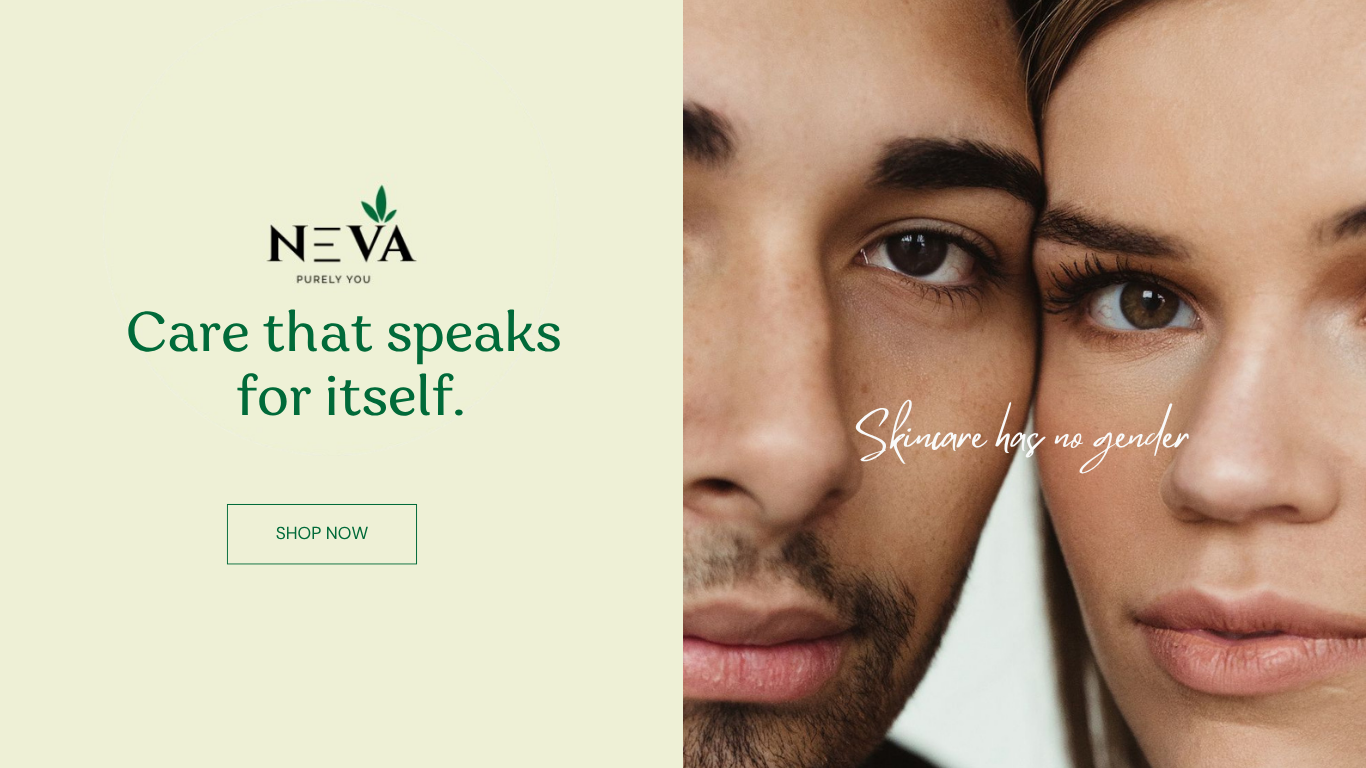 NEVA
PURELY YOU
Care that speaks
for itself.
SHOP NOW
Skincare has no gender